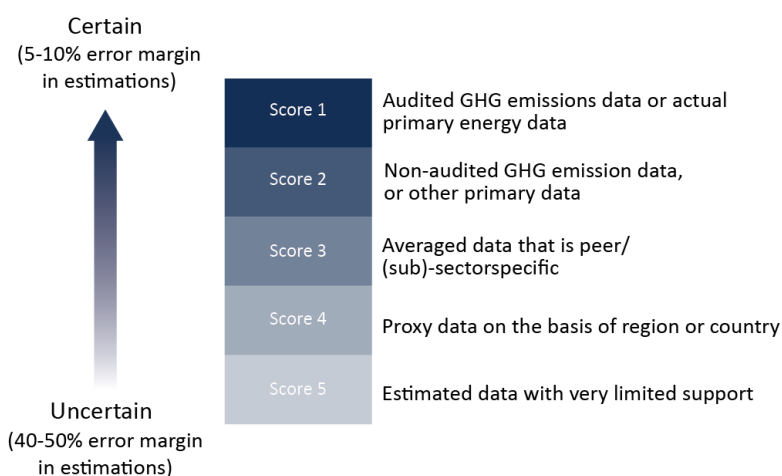 Certain
(5-10% error margin
in estimations)
Score 1
Audited GHG emissions data or actual
primary energy data
Score 2
Non-audited GHG emission data,
or other primary data
Score 3
Averaged data that is peer/
(sub)-sectorspecific
Score 4
Proxy data on the basis of region or country
Score 5
Estimated data with very limited support
Uncertain
(40-50% error margin
in estimations)